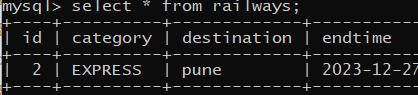 mysql> select * from railways;
+----+----------+-------------+-----------
| id | category | destination | endtime
+----+----------+-------------+-----------
| 2 | EXPRESS | pune | 2023-12-27
+----+----------+-------------+-----------